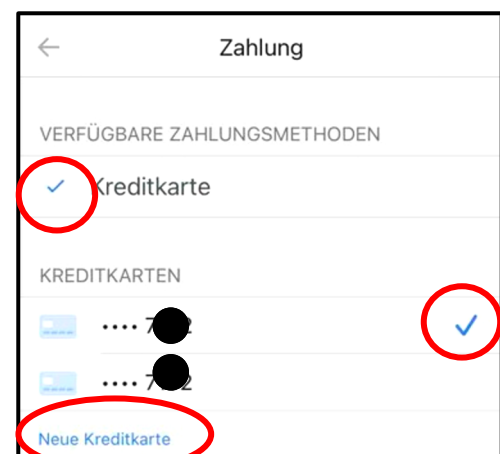 Zahlung
VERFÜGBARE ZAHLUNGSMETHODEN
Kreditkarte
KREDITKARTEN
Neue Kreditkarte